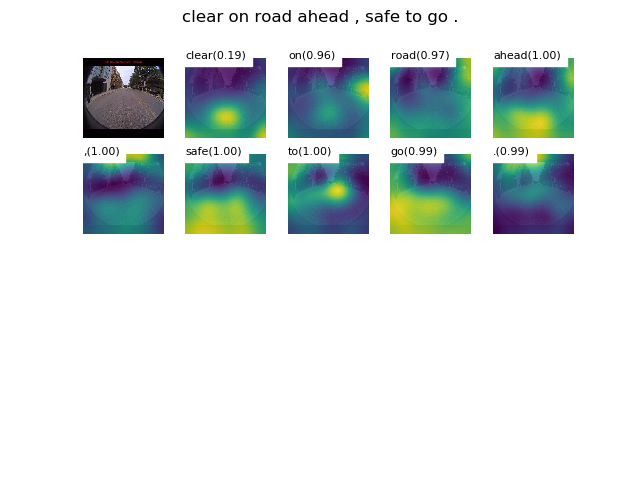 clear on road ahead , safe to go .
clear(0.19) on(0.96) road(0.97) ahead(1.00)
,(1.00) safe(1.00) to(1.00) go(0.99) .(0.99)